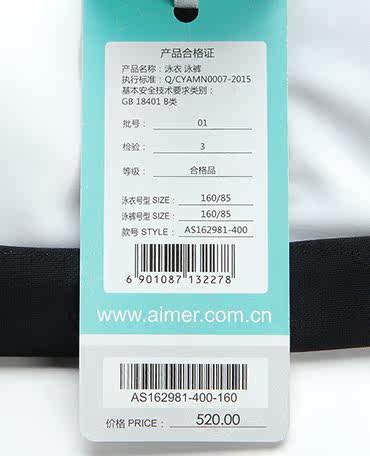 产品合格证
产品名称：泳衣 泳裤
执行标准：Q/CYAMN0007-2015
基本安全技术要求类别：
GB 18401 B类
批号： 01
检验： 3
等级： 合格品
泳衣号型 SIZE： 160/85
泳裤号型 SIZE： 160/85
款号 STYLE： AS162981-400
6 901087 132278
www.aimer.com.cn
AS162981-400-160
价格 PRICE： 520.00